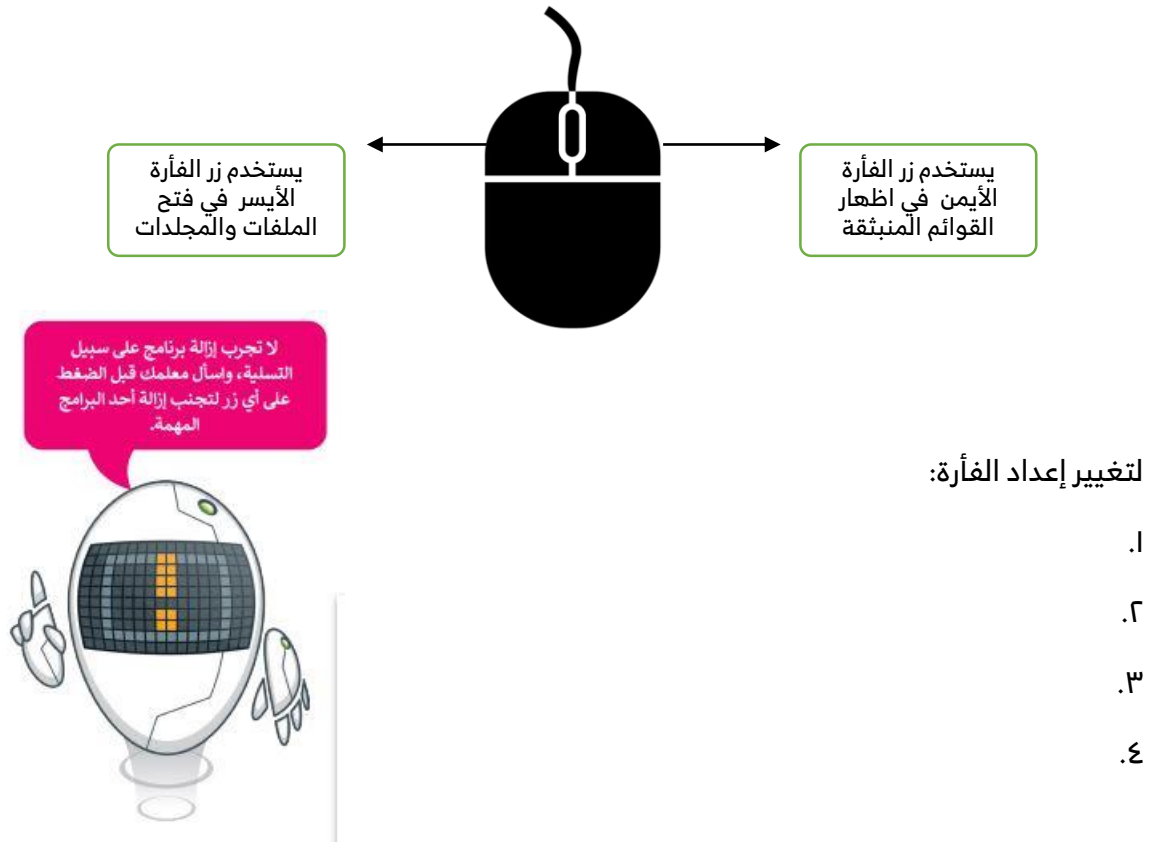 يستخدم زر الفأرة
الأيمن في اظهار
القوائم المنبثقة
يستخدم زر الفأرة
الأيسر في فتح
الملفات والمجلدات
لا تجرب إزالة برنامج على سبيل
التسلية، واسأل معلمك قبل الضغط
على أي زر لتجنب إزالة أحد البرامج
المهمة.
لتغيير إعداد الفأرة:
١.
٢.
٣.
٤.